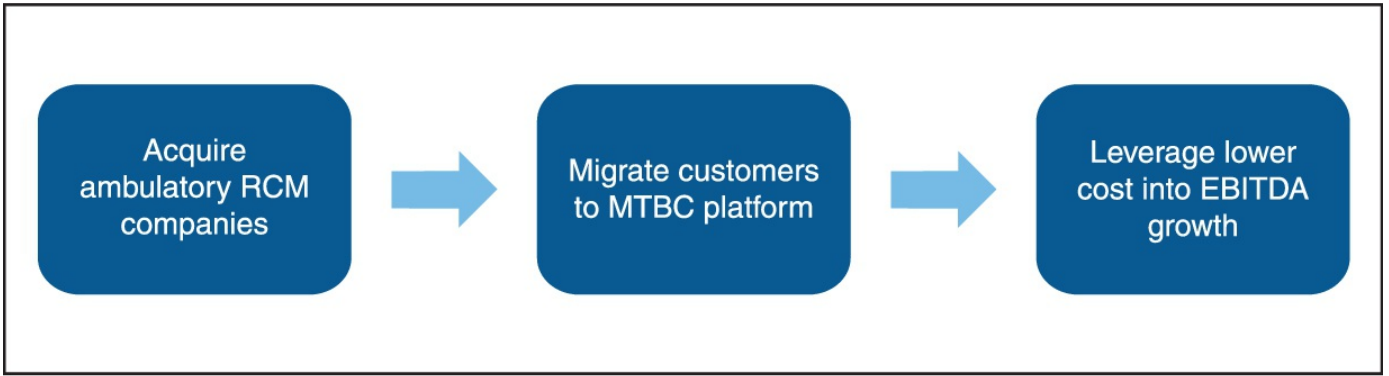 Acquire
ambulatory RCM
companies
Migrate customers
to MTBC platform
Leverage lower
cost into EBITDA
growth